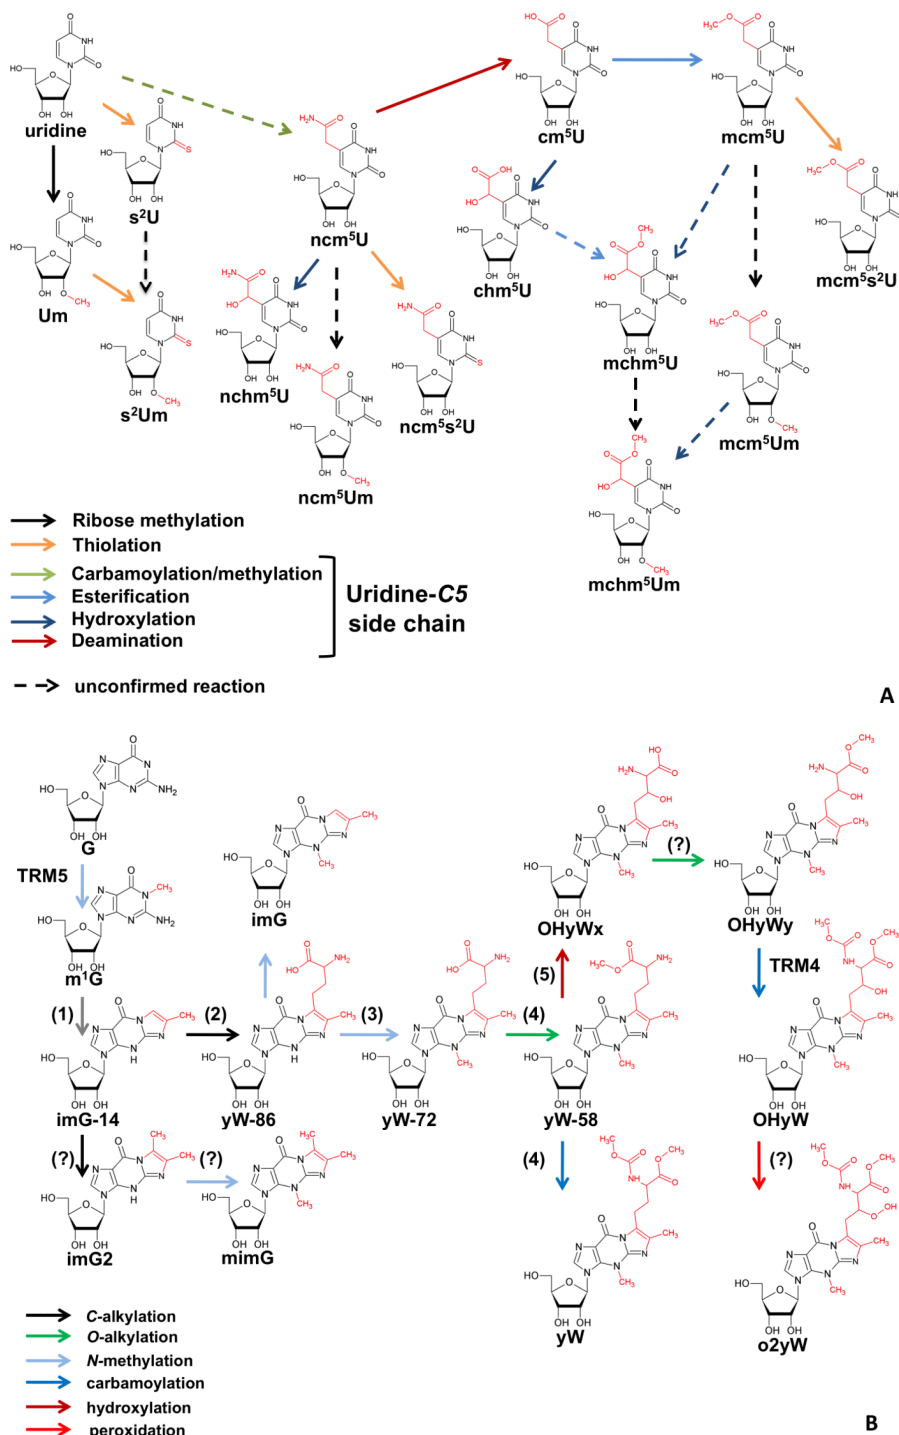 uridine
s²U
Um
s²Um
ncm⁵U
nchm⁵U
ncm⁵Um
ncm⁵s²U
cm⁵U
mcm⁵U
chm⁵U
mchm⁵U
mcm⁵s²U
mcm⁵Um
mchm⁵Um
Ribose methylation
Thiolation
Carbamoylation/methylation
Esterification
Hydroxylation
Deamination
Uridine-C5
side chain
unconfirmed reaction
A
G
TRM5
m¹G
(1)
imG-14
(2)
imG
yW-86
(3)
yW-72
(4)
yW-58
(5)
OHyWx
(?)
OHyWy
TRM4
OHyW
(?)
imG2
(?)
mimG
(4)
yW
(?)
o2yW
C-alkylation
O-alkylation
N-methylation
carbamoylation
hydroxylation
peroxidation
B